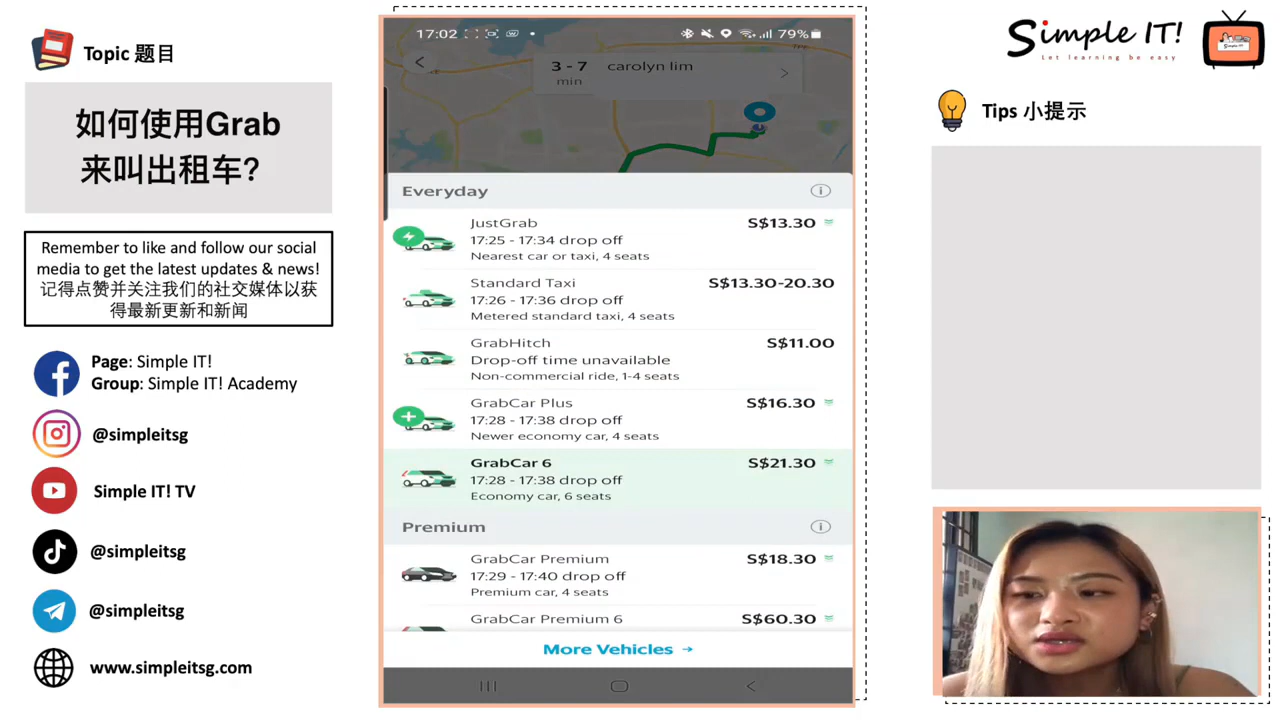 Topic 题目
如何使用Grab
来叫出租车?
Remember to like and follow our social
media to get the latest updates & news!
记得点赞并关注我们的社交媒体以获
得最新更新和新闻
Page: Simple IT!
Group: Simple IT! Academy
@simpleitsg
Simple IT! TV
@simpleitsg
@simpleitsg
www.simpleitsg.com
17:02
79%
3 - 7
min
carolyn lim
Everyday
JustGrab
S$13.30
17:25 - 17:34 drop off
Nearest car or taxi, 4 seats
Standard Taxi
S$13.30-20.30
17:26 - 17:36 drop off
Metered standard taxi, 4 seats
GrabHitch
S$11.00
Drop-off time unavailable
Non-commercial ride, 1-4 seats
GrabCar Plus
S$16.30
17:28 - 17:38 drop off
Newer economy car, 4 seats
GrabCar 6
S$21.30
17:28 - 17:38 drop off
Economy car, 6 seats
Premium
GrabCar Premium
S$18.30
17:29 - 17:40 drop off
Premium car, 4 seats
GrabCar Premium 6
S$60.30
More Vehicles →
Simple IT!
Let learning be easy
Tips 小提示